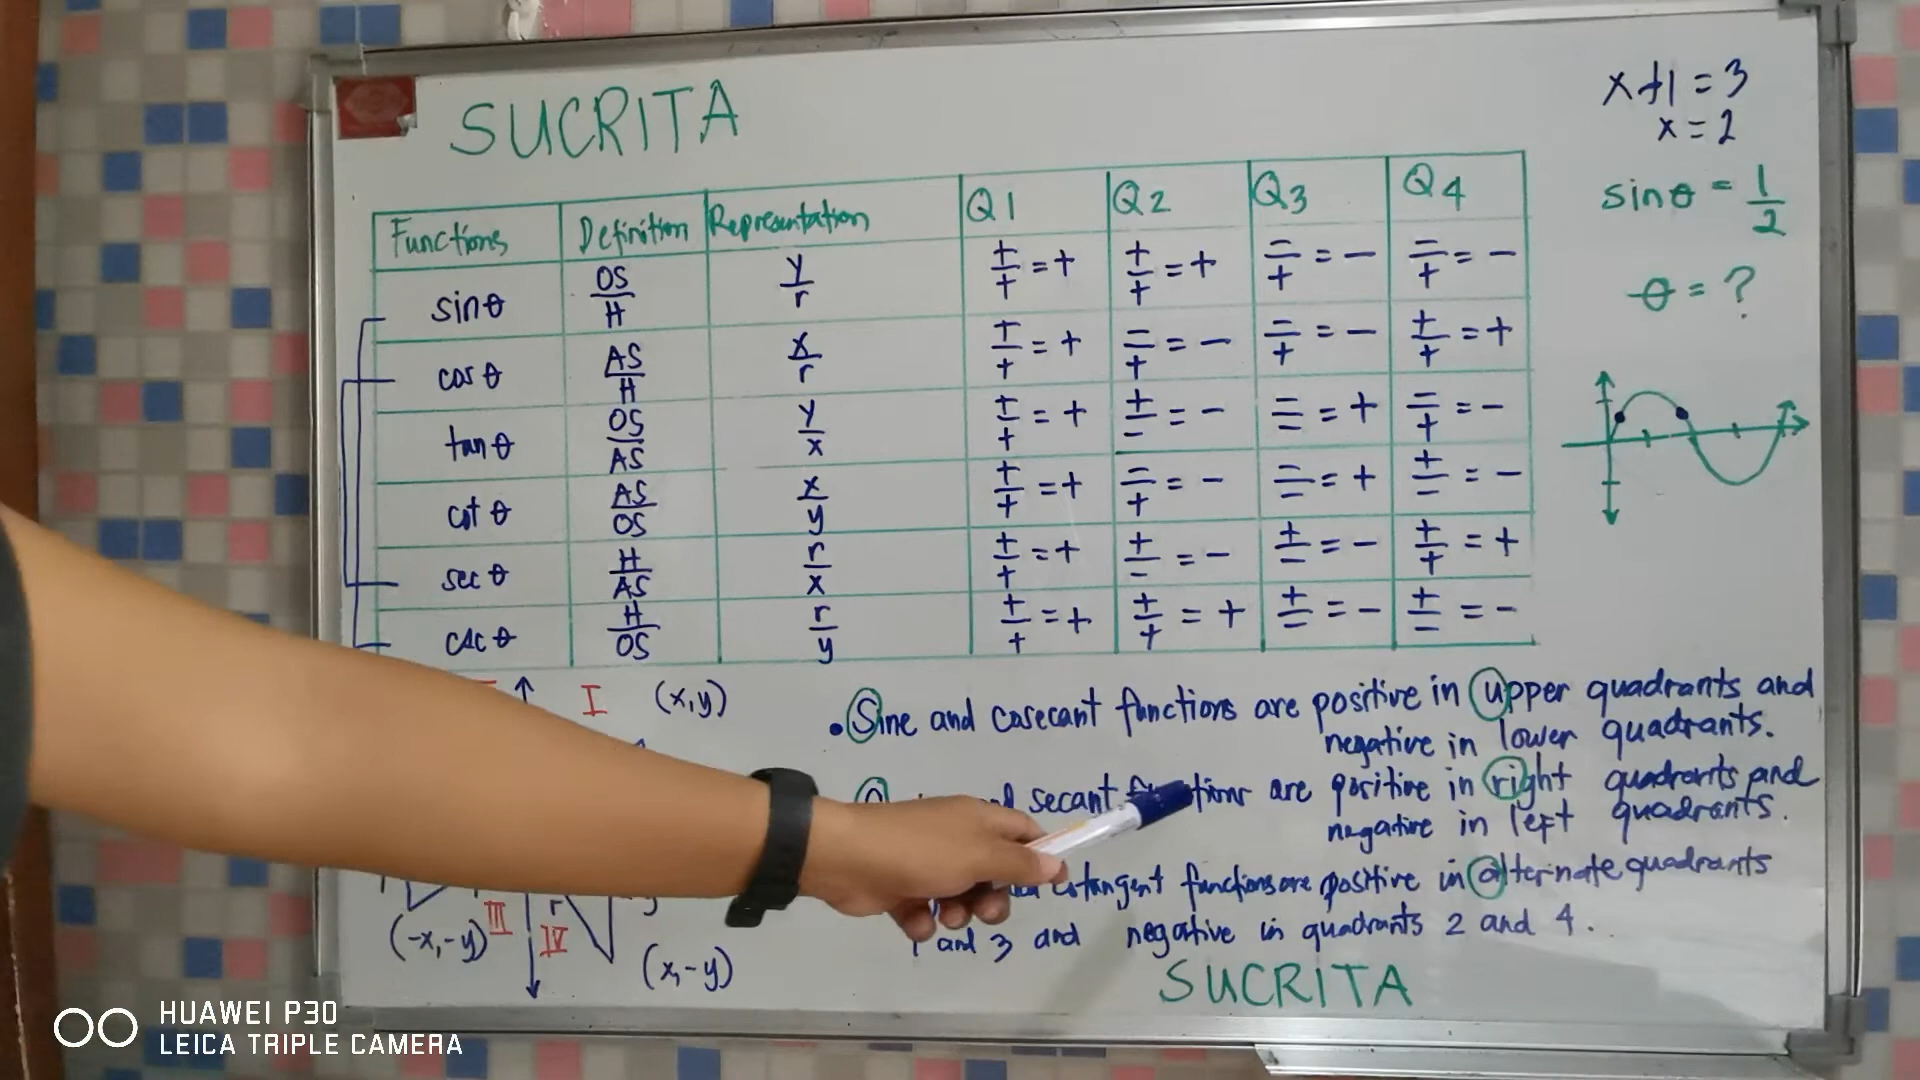 SUCRITA
x+1=3
x=2
Functions Definition Representation Q1 Q2 Q3 Q4
sinθ OS/H y/r +/+=+ +/+=+ -/+=- -/+=-
cosθ AS/H x/r +/+=+ -/+=- -/+=- +/+=+
tanθ OS/AS y/x +/+=+ +/-=- -/-=+ -/+=-
cotθ AS/OS x/y +/+=+ -/+=- -/-=+ +/-=-
secθ H/AS r/x +/+=+ +/-=- +/-=- +/+=+
cscθ H/OS r/y +/+=+ +/+=+ +/-=- +/-=-
sinθ=1/2
θ=?
I (x,y)
III IV r
(-x,-y)
(x,-y)
• Sine and cosecant functions are positive in upper quadrants and
negative in lower quadrants.
secant functions are positive in right quadrants and
negative in left quadrants.
cotangent functions are positive in alternate quadrants
1 and 3 and negative in quadrants 2 and 4.
SUCRITA
HUAWEI P30
LEICA TRIPLE CAMERA